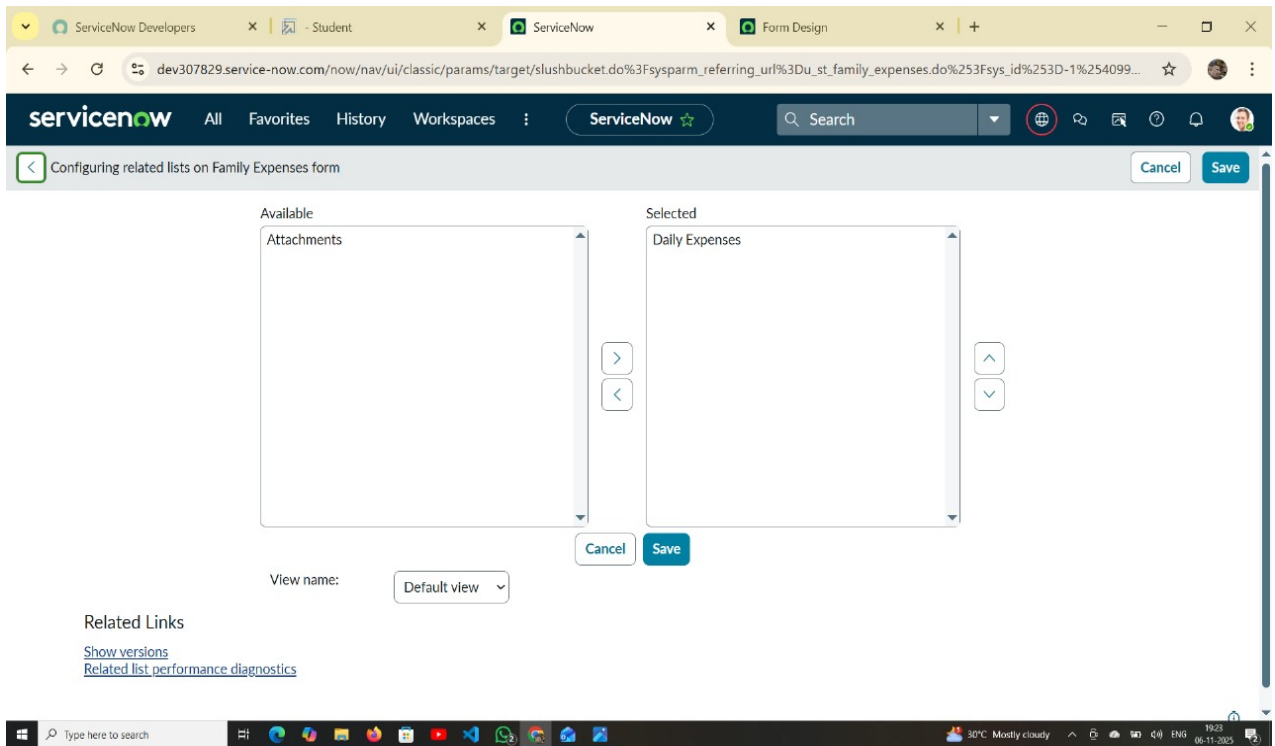 ServiceNow Developers
- Student
ServiceNow
Form Design
dev307829.service-now.com/now/nav/ui/classic/params/target/slushbucket.do%3Fsysparm_referring_url%3Du_st_family_expenses.do%253Fsys_id%253D-1%254099...
servicenow All Favorites History Workspaces ServiceNow Search
Configuring related lists on Family Expenses form Cancel Save
Available Selected
Attachments Daily Expenses
Cancel Save
View name: Default view
Related Links
Show versions
Related list performance diagnostics
Type here to search 2 30°C Mostly cloudy ENG 19:23
06-11-2025 2